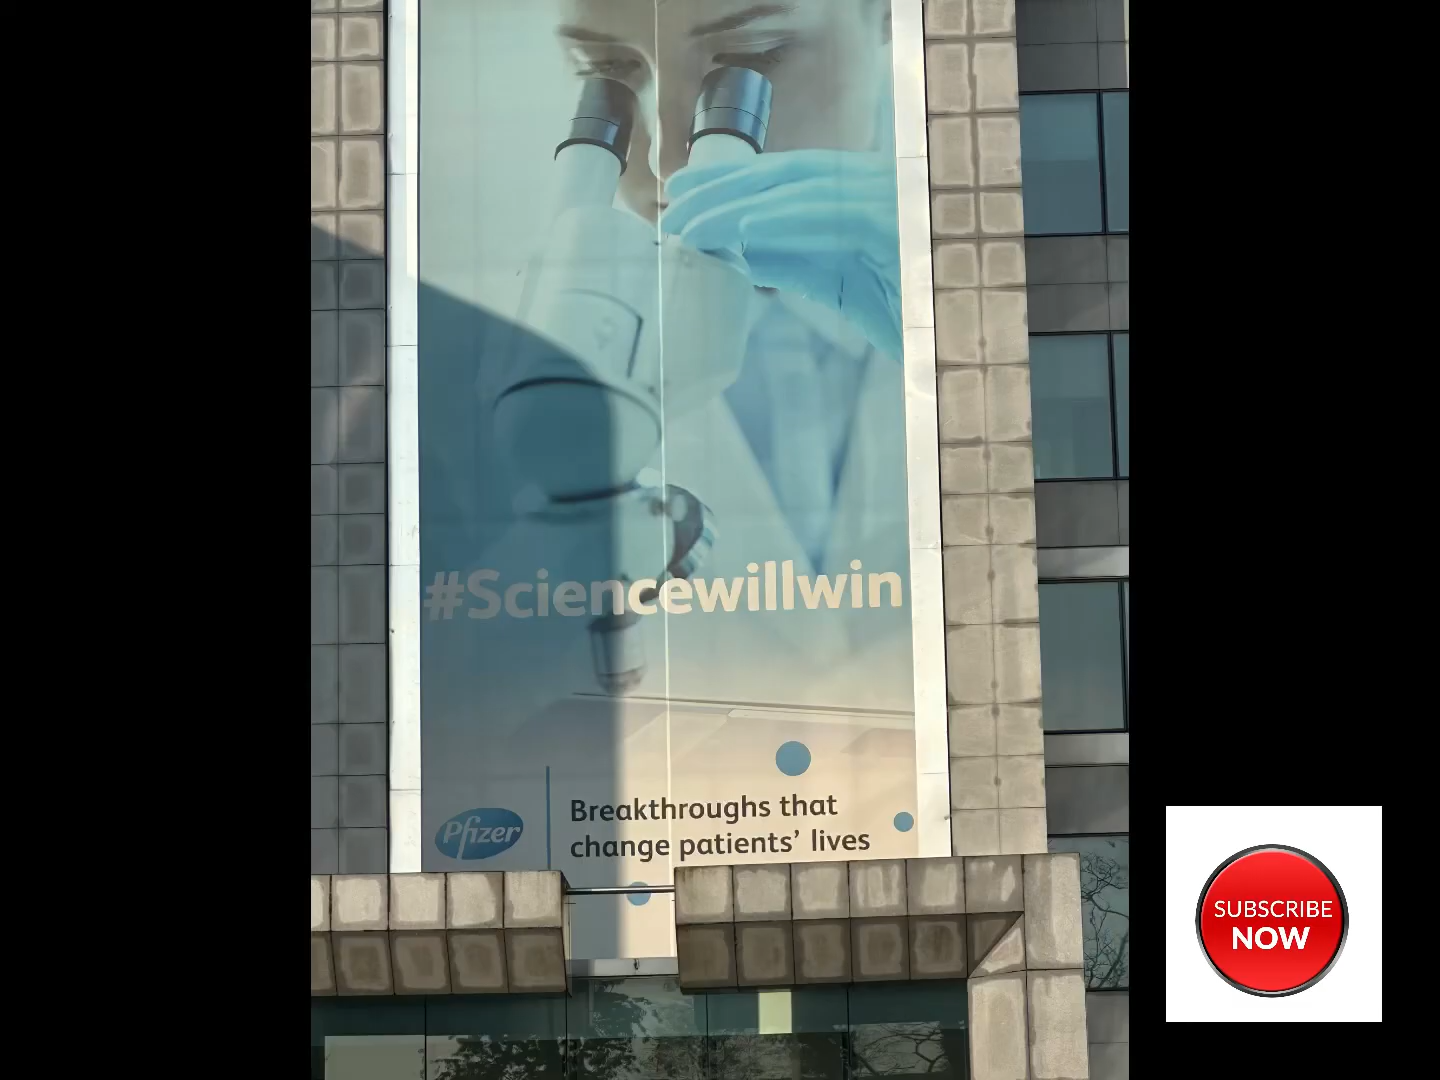 #Sciencewillwin
Pfizer
Breakthroughs that
change patients' lives
SUBSCRIBE
NOW